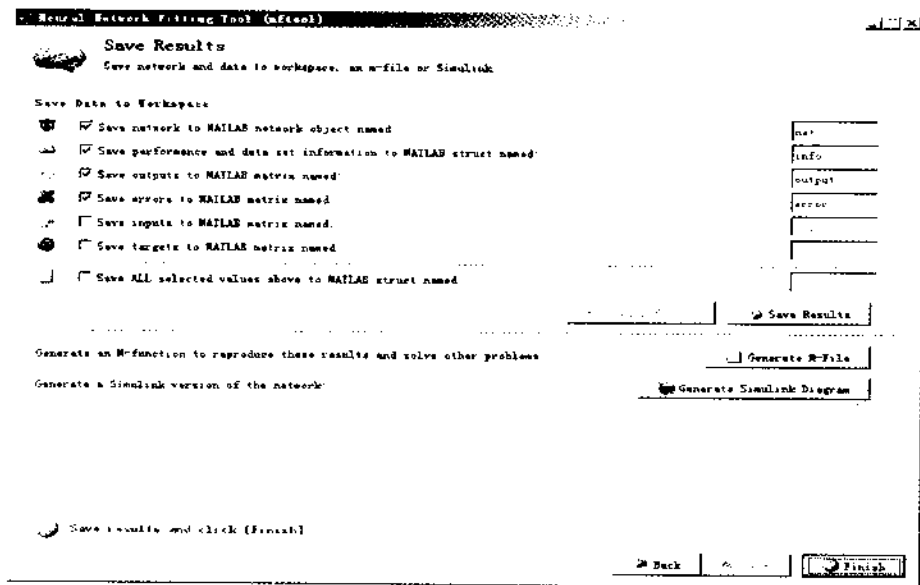 Neural Network Fitting Tool (nftool)
Save Results
Save network and data to workspace, an m-file or Simulink
Save Data to Workspace
Save network to MATLAB network object named
net
Save performance and data set information to MATLAB struct named:
info
Save outputs to MATLAB matrix named:
output
Save errors to MATLAB matrix named
error
Save inputs to MATLAB matrix named.
Save targets to MATLAB matrix named
Save ALL selected values above to MATLAB struct named
Save Results
Generate an M-function to reproduce these results and solve other problems
Generate M-File
Generate a Simulink version of the network:
Generate Simulink Diagram
Save results and click [Finish]
Back
Finish